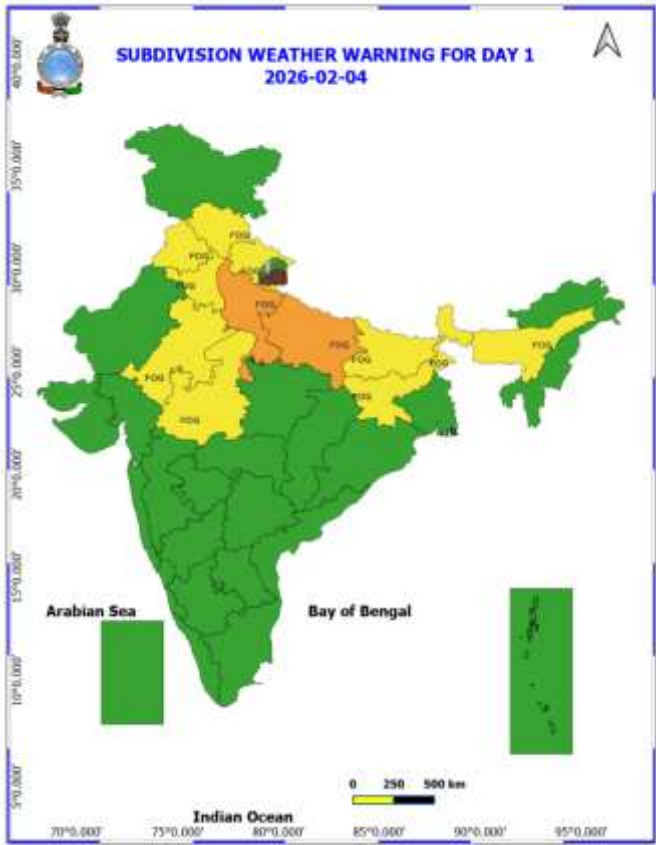 SUBDIVISION WEATHER WARNING FOR DAY 1
2026-02-04
40°0.000'
35°0.000'
30°0.000'
25°0.000'
20°0.000'
15°0.000'
10°0.000'
5°0.000'
FOG
FOG
FOG
FOG
FOG
FOG
FOG
FOG
FOG
FOG
FOG
Arabian Sea
Bay of Bengal
0 250 500 km
Indian Ocean
70°0.000' 75°0.000' 80°0.000' 85°0.000' 90°0.000' 95°0.000'